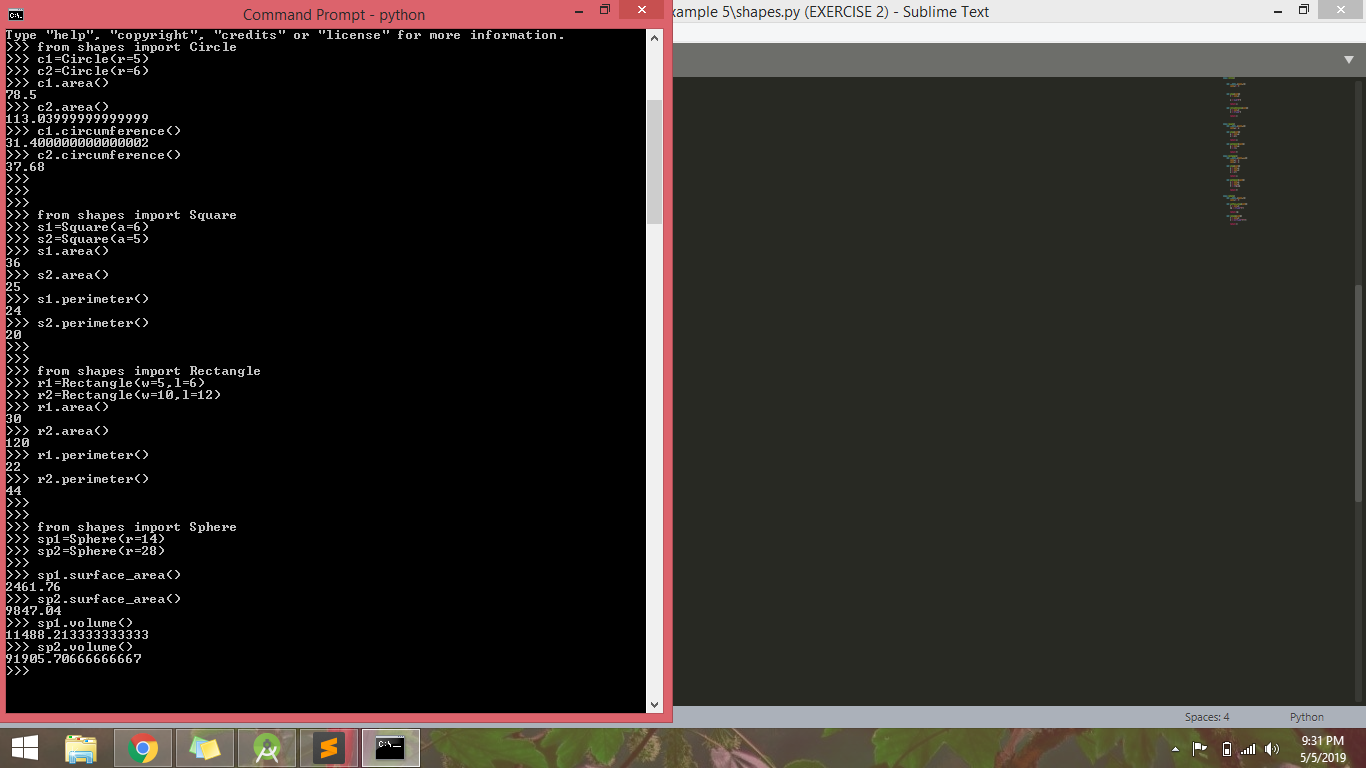 Command Prompt - python
xample 5\shapes.py (EXERCISE 2) - Sublime Text
Type "help", "copyright", "credits" or "license" for more information.
>>> from shapes import Circle
>>> c1=Circle(r=5)
>>> c2=Circle(r=6)
>>> c1.area()
78.5
>>> c2.area()
113.03999999999999
>>> c1.circumference()
31.400000000000002
>>> c2.circumference()
37.68
>>>
>>>
>>>
>>> from shapes import Square
>>> s1=Square(a=6)
>>> s2=Square(a=5)
>>> s1.area()
36
>>> s2.area()
25
>>> s1.perimeter()
24
>>> s2.perimeter()
20
>>>
>>>
>>> from shapes import Rectangle
>>> r1=Rectangle(w=5,l=6)
>>> r2=Rectangle(w=10,l=12)
>>> r1.area()
30
>>> r2.area()
120
>>> r1.perimeter()
22
>>> r2.perimeter()
44
>>>
>>>
>>> from shapes import Sphere
>>> sp1=Sphere(r=14)
>>> sp2=Sphere(r=28)
>>>
>>> sp1.surface_area()
2461.76
>>> sp2.surface_area()
9847.04
>>> sp1.volume()
11488.213333333333
>>> sp2.volume()
91905.70666666667
>>>
Spaces: 4 Python
9:31 PM
5/5/2019